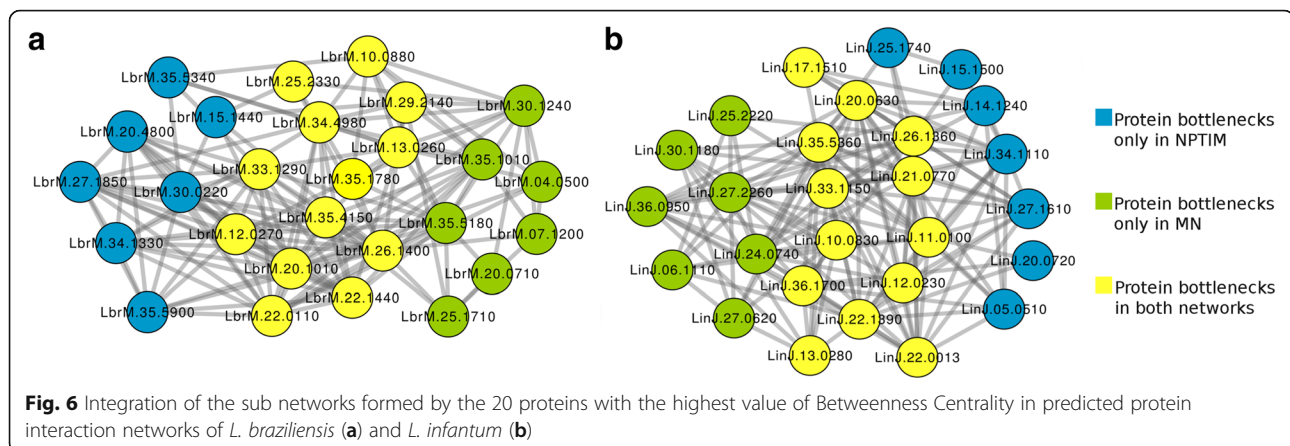 a
LbrM.10.0880
LbrM.35.5340
LbrM.25.2330
LbrM.29.2140
LbrM.30.1240
LbrM.15.1440
LbrM.34.4980
LbrM.20.4800
LbrM.13.0260
LbrM.35.1010
LbrM.33.1290
LbrM.27.1850
LbrM.30.0220
LbrM.35.1780
LbrM.04.0500
LbrM.35.4150
LbrM.35.5180
LbrM.12.0270
LbrM.07.1200
LbrM.34.1330
LbrM.26.1400
LbrM.20.1010
LbrM.20.0710
LbrM.22.1440
LbrM.35.5900
LbrM.22.0110
LbrM.25.1710
b
LinJ.25.1740
LinJ.17.1510
LinJ.15.1500
LinJ.20.0630
LinJ.14.1240
LinJ.25.2220
LinJ.26.1360
LinJ.35.5360
LinJ.30.1180
LinJ.34.1110
LinJ.21.0770
LinJ.27.2260
LinJ.33.1150
LinJ.36.0950
LinJ.27.1610
LinJ.10.0830
LinJ.11.0100
LinJ.24.0740
LinJ.20.0720
LinJ.06.1110
LinJ.36.1700
LinJ.12.0230
LinJ.05.0510
LinJ.27.0620
LinJ.22.1390
LinJ.13.0280
LinJ.22.0013
Protein bottlenecks
only in NPTIM
Protein bottlenecks
only in MN
Protein bottlenecks
in both networks
Fig. 6 Integration of the sub networks formed by the 20 proteins with the highest value of Betweenness Centrality in predicted protein
interaction networks of L. braziliensis (a) and L. infantum (b)